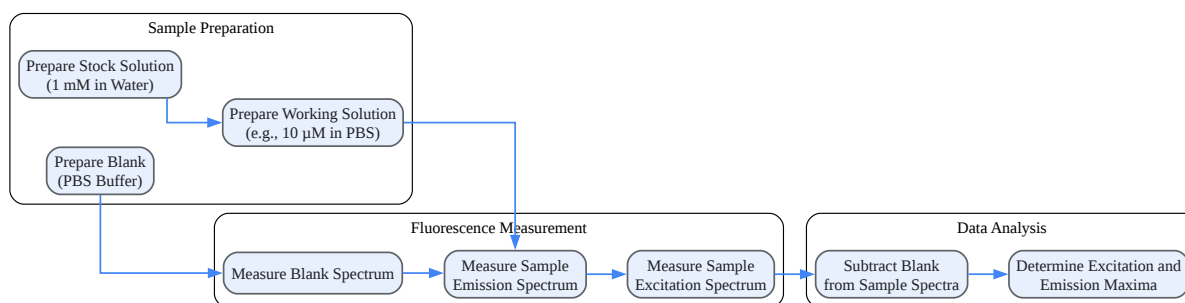 Sample Preparation
Prepare Stock Solution
(1 mM in Water)
Prepare Working Solution
(e.g., 10 µM in PBS)
Prepare Blank
(PBS Buffer)
Fluorescence Measurement
Measure Blank Spectrum
Measure Sample
Emission Spectrum
Measure Sample
Excitation Spectrum
Data Analysis
Subtract Blank
from Sample Spectra
Determine Excitation and
Emission Maxima